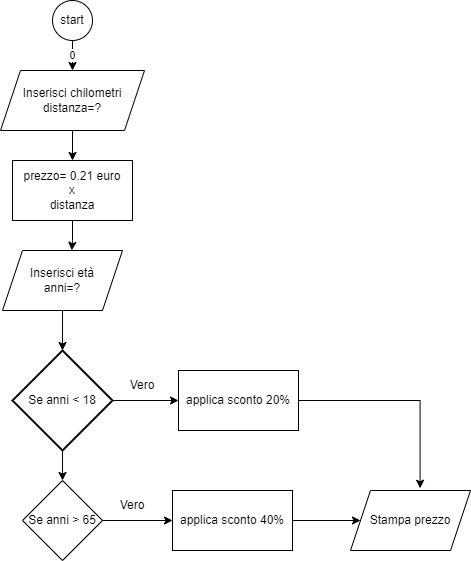 start
0
Inserisci chilometri
distanza=?
prezzo= 0.21 euro
x
distanza
Inserisci età
anni=?
Se anni < 18
Vero
applica sconto 20%
Se anni > 65
Vero
applica sconto 40%
Stampa prezzo